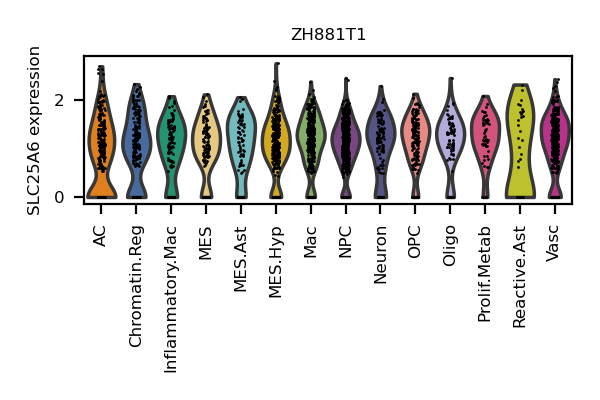 ZH881T1
SLC25A6 expression
2
0
AC
Chromatin.Reg
Inflammatory.Mac
MES
MES.Ast
MES.Hyp
Mac
NPC
Neuron
OPC
Oligo
Prolif.Metab
Reactive.Ast
Vasc